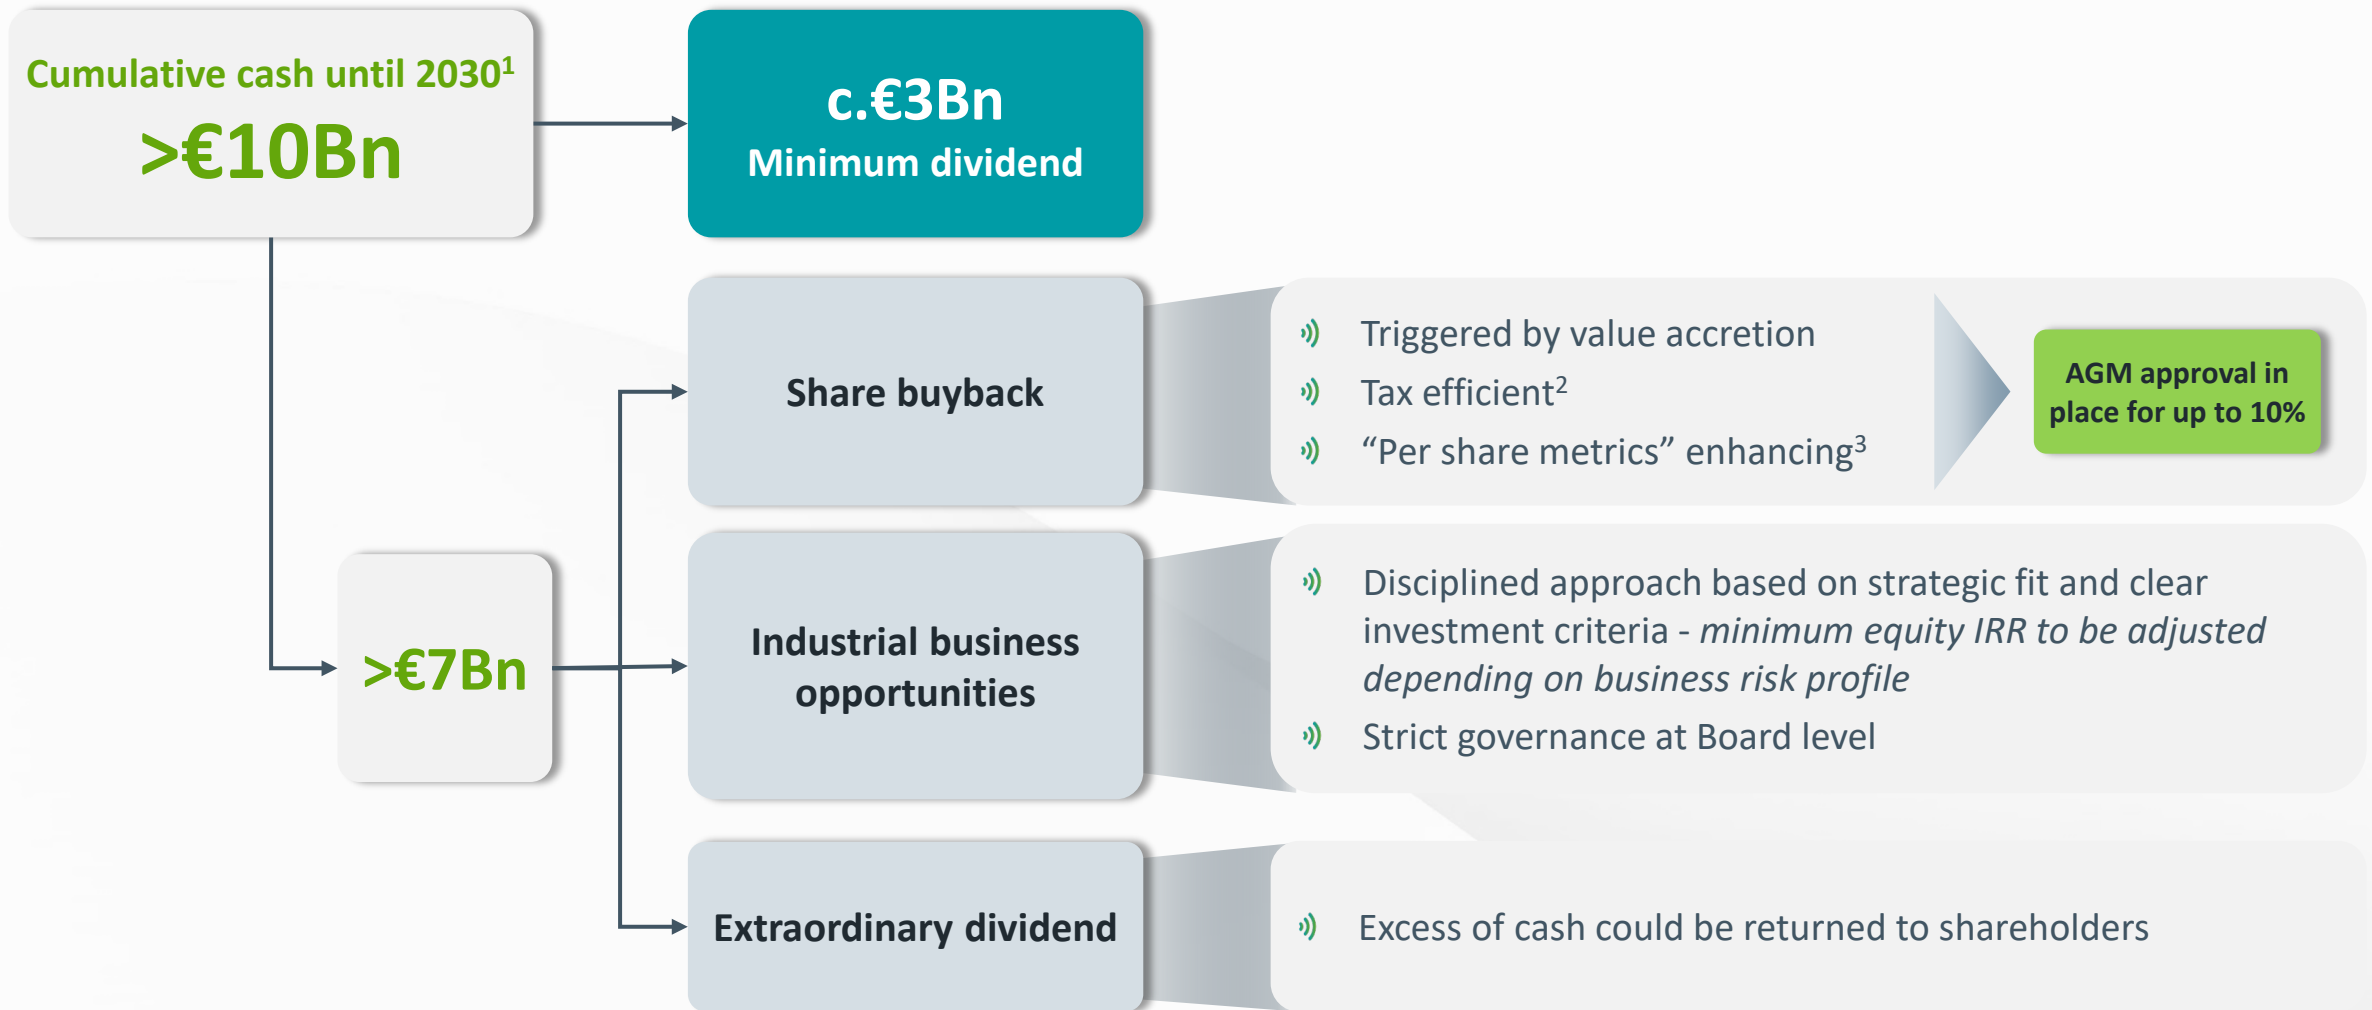 Cumulative cash until 2030¹
>€10Bn
c.€3Bn
Minimum dividend
Share buyback
Triggered by value accretion
Tax efficient²
“Per share metrics” enhancing³
AGM approval in
place for up to 10%
>€7Bn
Industrial business
opportunities
Disciplined approach based on strategic fit and clear
investment criteria - minimum equity IRR to be adjusted
depending on business risk profile
Strict governance at Board level
Extraordinary dividend
Excess of cash could be returned to shareholders